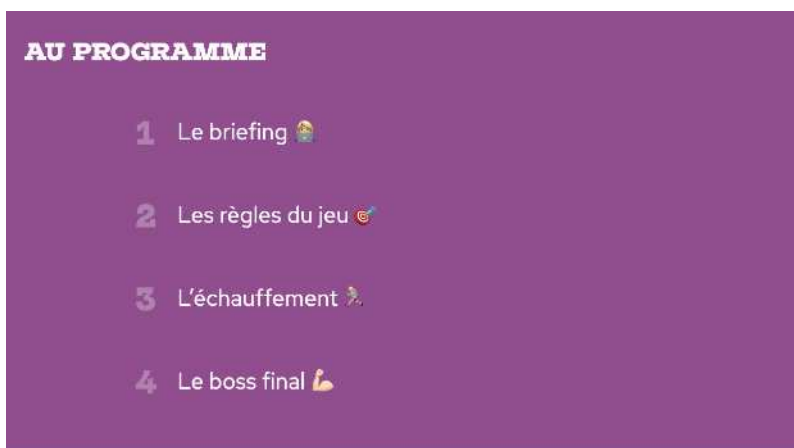 AU PROGRAMME
1 Le briefing
2 Les règles du jeu 🎯
3 L'échauffement
4 Le boss final 💪🏻